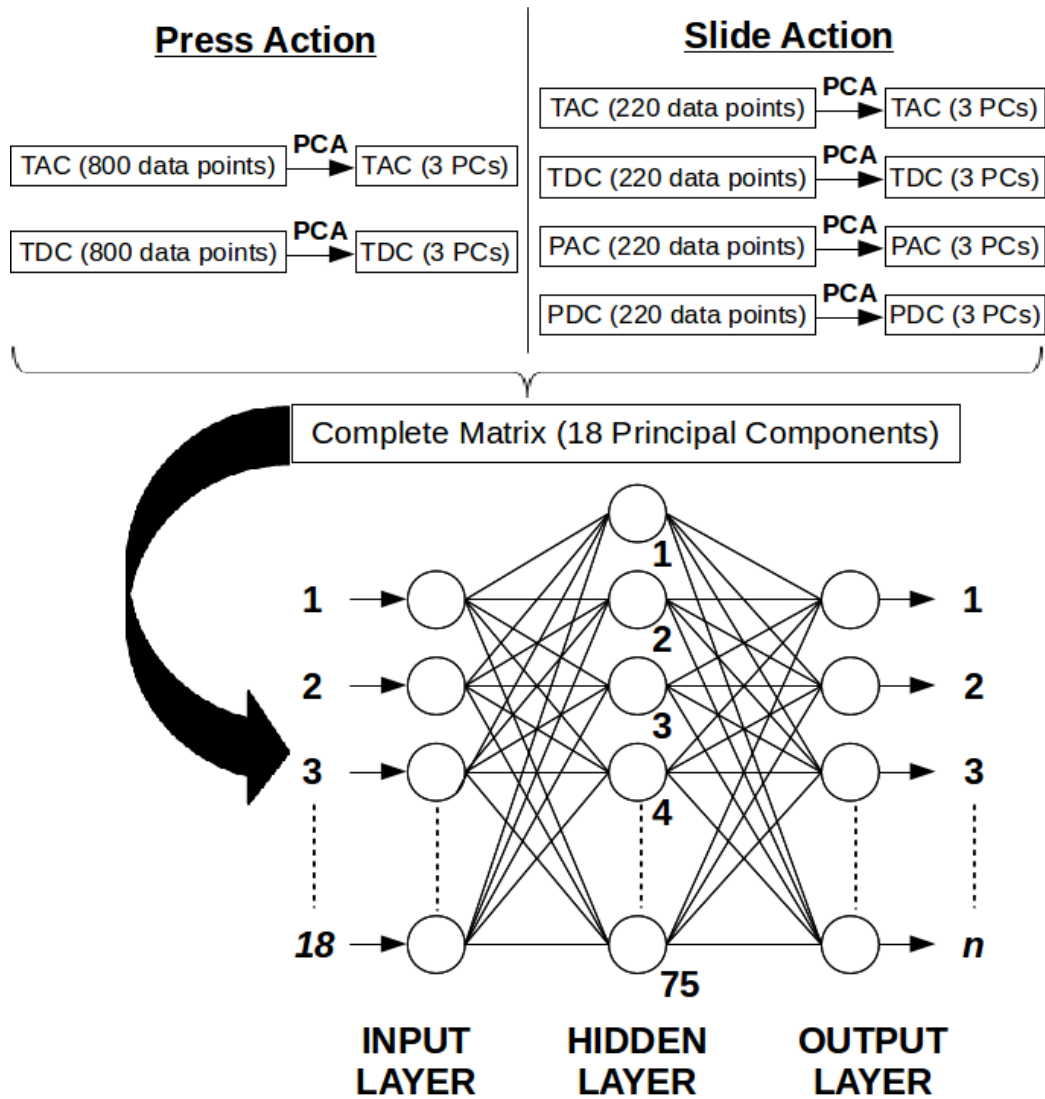 Press Action
TAC (800 data points) PCA TAC (3 PCs)
TDC (800 data points) PCA TDC (3 PCs)
Slide Action
TAC (220 data points) PCA TAC (3 PCs)
TDC (220 data points) PCA TDC (3 PCs)
PAC (220 data points) PCA PAC (3 PCs)
PDC (220 data points) PCA PDC (3 PCs)
Complete Matrix (18 Principal Components)
1
2
3
18
1
2
3
4
75
1
2
3
n
INPUT
LAYER
HIDDEN
LAYER
OUTPUT
LAYER